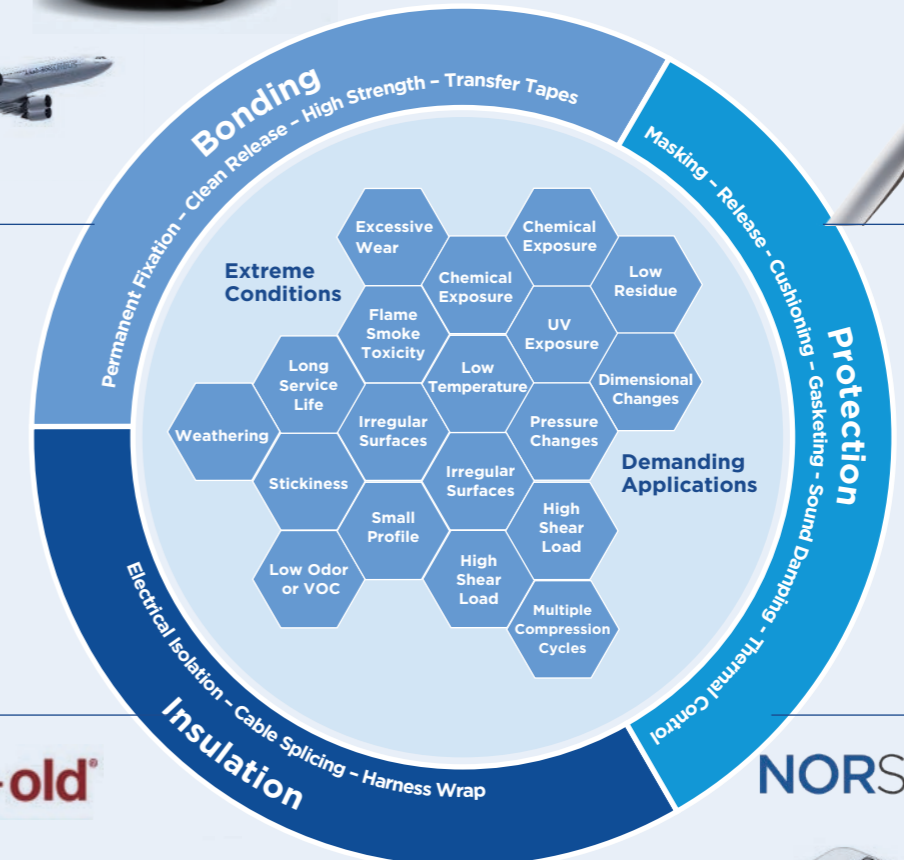 Bonding
Permanent Fixation – Clean Release – High Strength – Transfer Tapes
Protection
Masking – Release - Cushioning – Gasketing - Sound Damping - Thermal Control
Insulation
Electrical Isolation – Cable Splicing – Harness Wrap
Extreme
Conditions
Excessive
Wear
Chemical
Exposure
Chemical
Exposure
Low
Residue
Flame
Smoke
Toxicity
UV
Exposure
Long
Service
Life
Low
Temperature
Dimensional
Changes
Weathering
Irregular
Surfaces
Pressure
Changes
Demanding
Applications
Stickiness
Irregular
Surfaces
Small
Profile
High
Shear
Load
Low Odor
or VOC
High
Shear
Load
Multiple
Compression
Cycles
old®
NORS